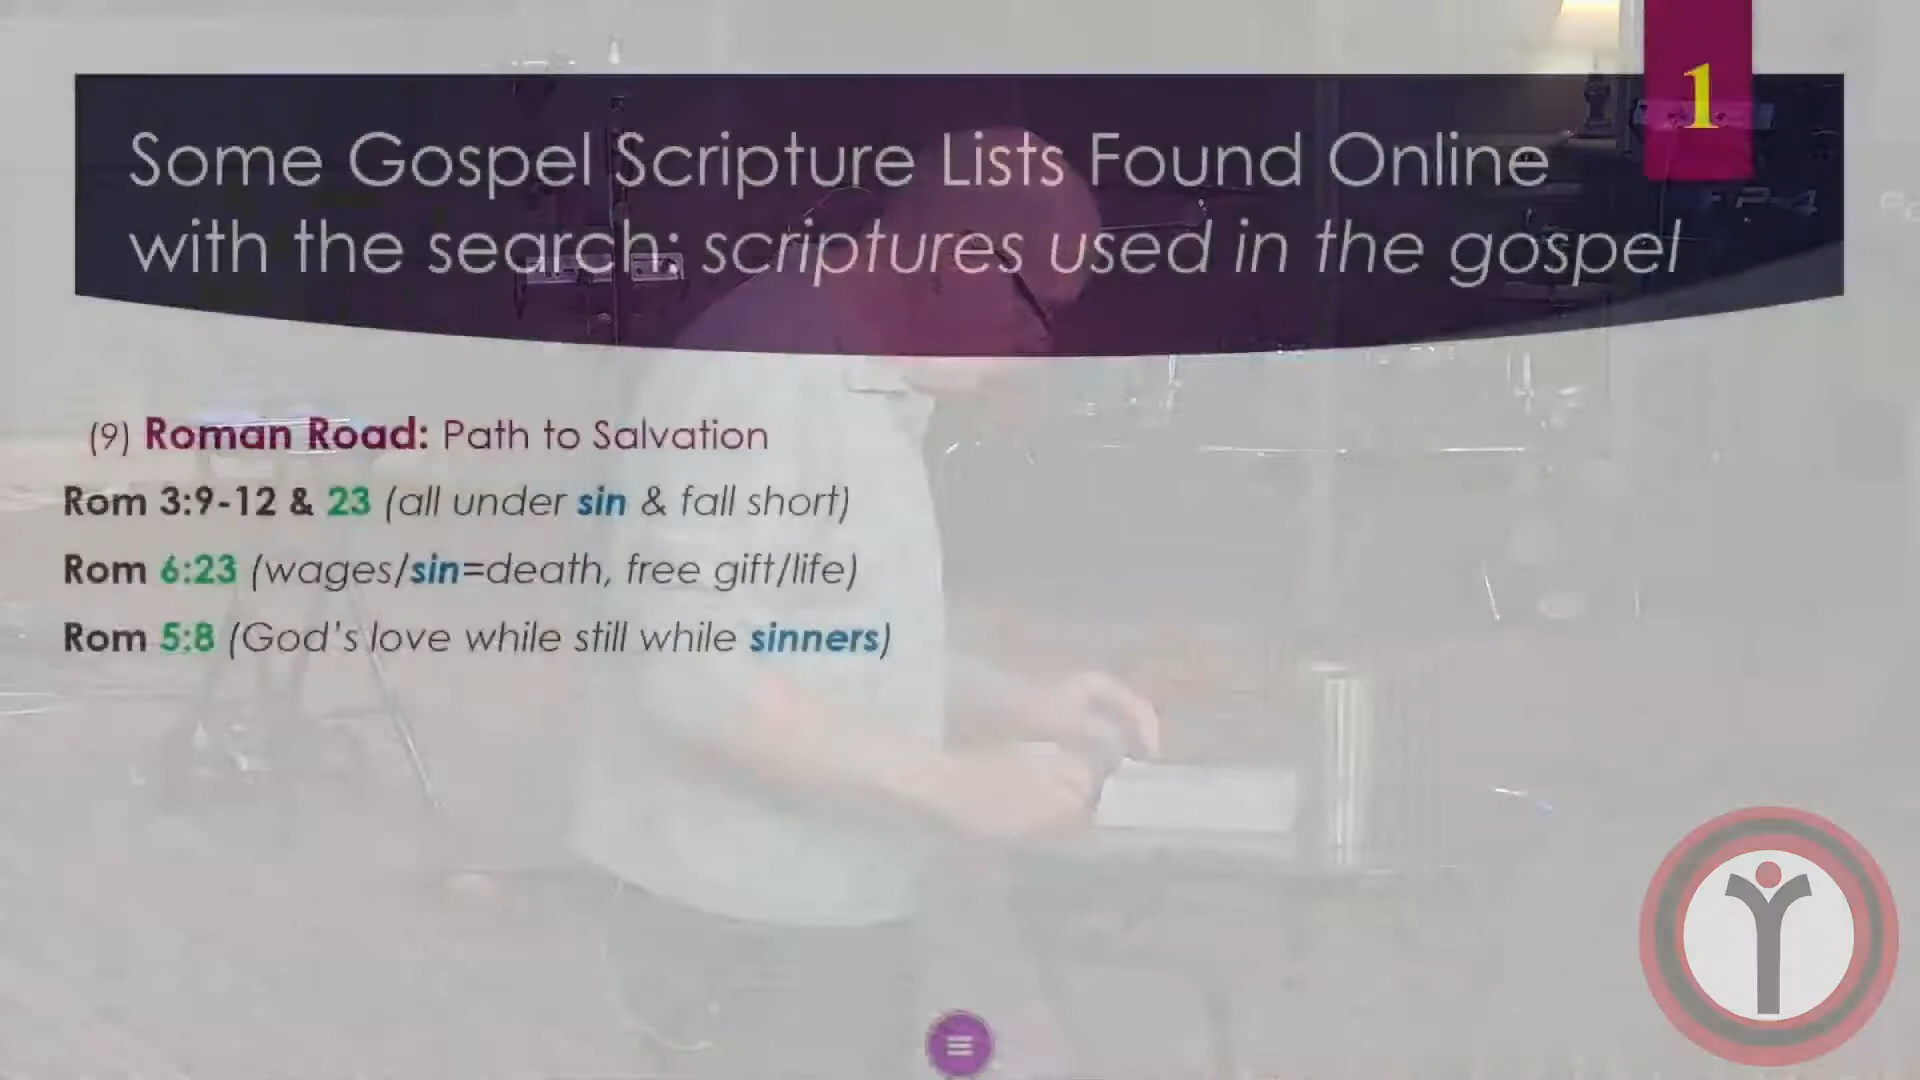 1
Some Gospel Scripture Lists Found Online
with the search: scriptures used in the gospel
(9) Roman Road: Path to Salvation
Rom 3:9-12 & 23 (all under sin & fall short)
Rom 6:23 (wages/sin=death, free gift/life)
Rom 5:8 (God's love while still while sinners)